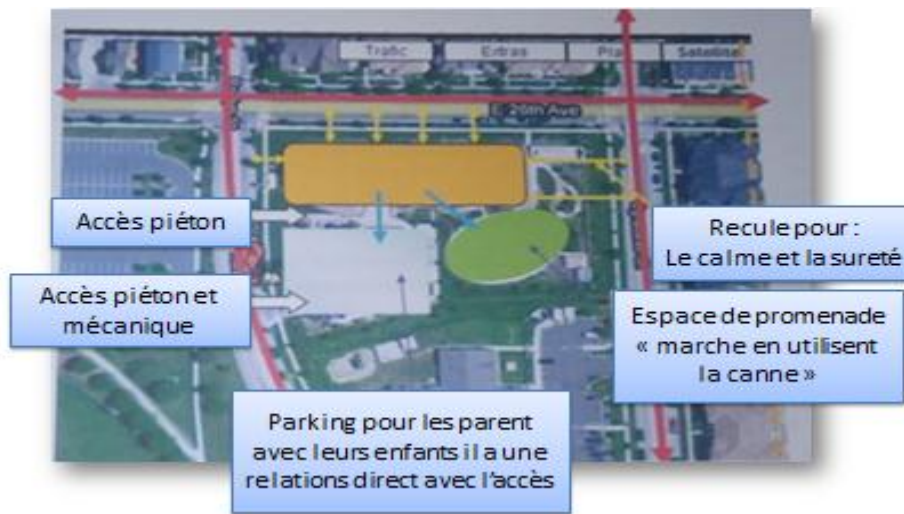 Trafic Extras Plan Satellite
E 26th Ave
Accès piéton
Recule pour :
Le calme et la sureté
Accès piéton et
mécanique
Espace de promenade
« marche en utilisent
la canne »
Parking pour les parent
avec leurs enfants il a une
relations direct avec l'accès